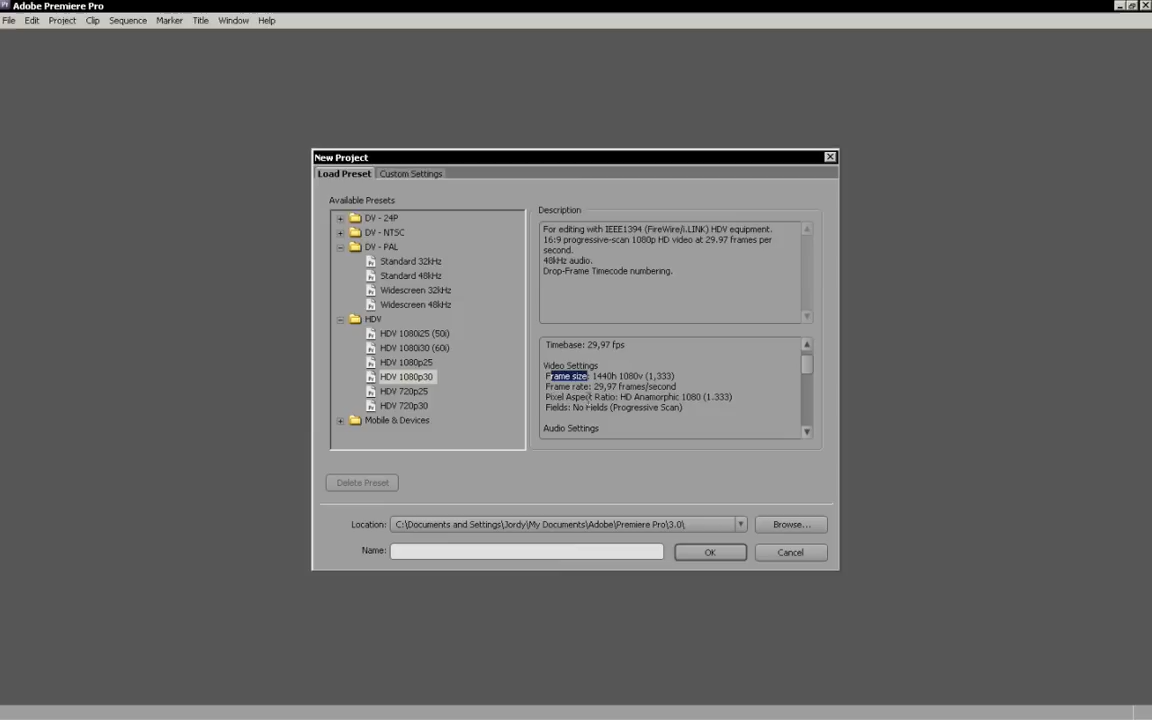 Adobe Premiere Pro
File Edit Project Clip Sequence Marker Title Window Help
New Project
Load Preset Custom Settings
Available Presets
DV - 24P
DV - NTSC
DV - PAL
Standard 32kHz
Standard 48kHz
Widescreen 32kHz
Widescreen 48kHz
HDV
HDV 1080i25 (50i)
HDV 1080i30 (60i)
HDV 1080p25
HDV 1080p30
HDV 720p25
HDV 720p30
Mobile & Devices
Delete Preset
Description
For editing with IEEE1394 (FireWire/i.LINK) HDV equipment.
16:9 progressive-scan 1080p HD video at 29.97 frames per
second.
48kHz audio.
Drop-Frame Timecode numbering.
Timebase: 29,97 fps
Video Settings
Frame size: 1440h 1080v (1,333)
Frame rate: 29,97 frames/second
Pixel Aspect Ratio: HD Anamorphic 1080 (1.333)
Fields: No Fields (Progressive Scan)
Audio Settings
Location: C:\Documents and Settings\Jordy\My Documents\Adobe\Premiere Pro\3.0\ Browse...
Name: OK Cancel